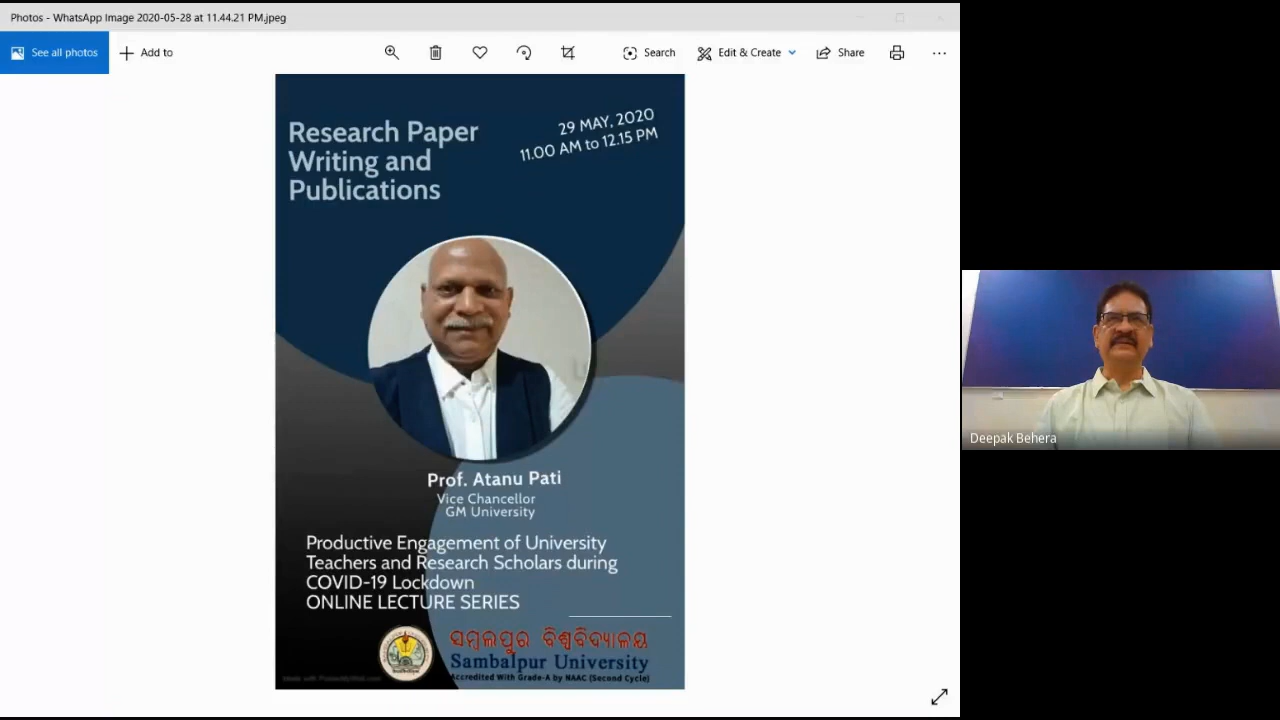 Photos - WhatsApp Image 2020-05-28 at 11.44.21 PM.jpeg
See all photos
Add to
Search
Edit & Create
Share
Research Paper
Writing and
Publications
29 MAY, 2020
11.00 AM to 12.15 PM
Prof. Atanu Pati
Vice Chancellor
GM University
Productive Engagement of University
Teachers and Research Scholars during
COVID-19 Lockdown
ONLINE LECTURE SERIES
ସମ୍ବଲପୁର ବିଶ୍ୱବିଦ୍ୟାଳୟ
Sambalpur University
Accredited With Grade-A by NAAC (Second Cycle)
Deepak Behera